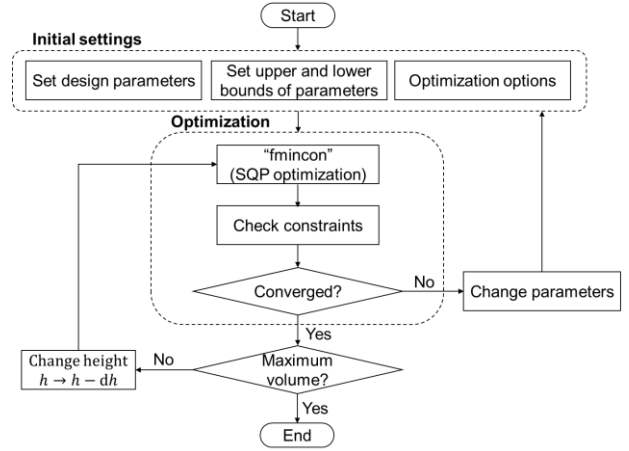 Start
Initial settings
Set design parameters
Set upper and lower
bounds of parameters
Optimization options
Optimization
“fmincon”
(SQP optimization)
Check constraints
Converged?
No
Change parameters
Yes
Maximum
volume?
No
Change height
h → h − dh
Yes
End